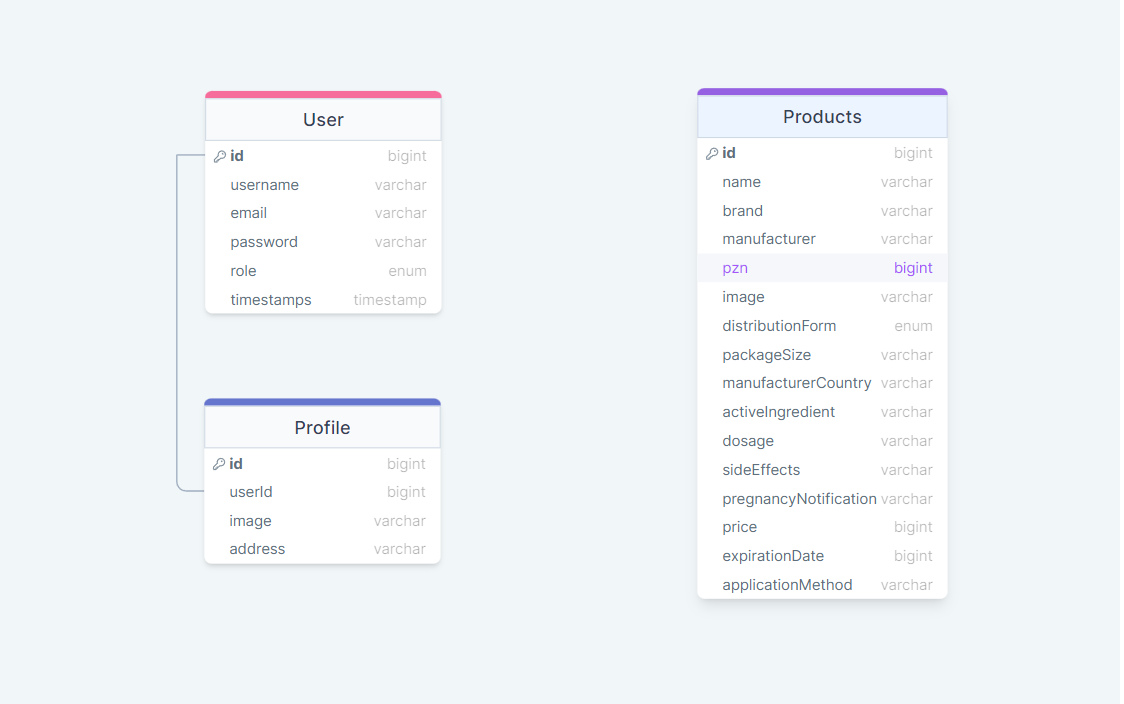 User
id bigint
username varchar
email varchar
password varchar
role enum
timestamps timestamp
Profile
id bigint
userId bigint
image varchar
address varchar
Products
id bigint
name varchar
brand varchar
manufacturer varchar
pzn bigint
image varchar
distributionForm enum
packageSize varchar
manufacturerCountry varchar
activeIngredient varchar
dosage varchar
sideEffects varchar
pregnancyNotification varchar
price bigint
expirationDate bigint
applicationMethod varchar